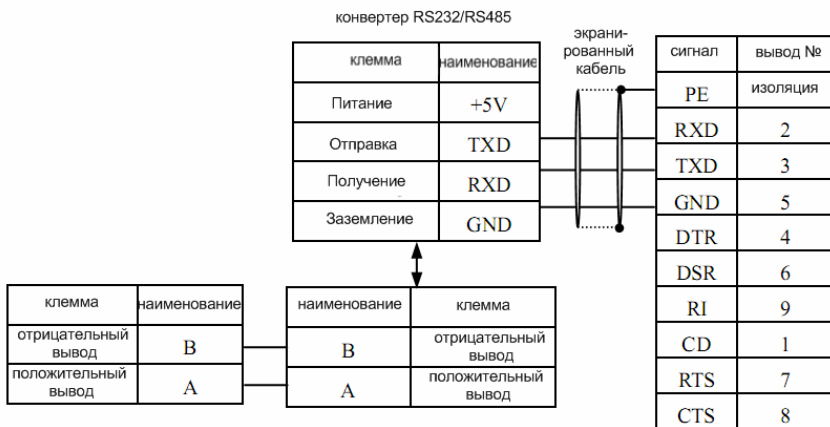 конвертер RS232/RS485
клемма наименование
Питание +5V
Отправка TXD
Получение RXD
Заземление GND
экрани-
рованный
кабель
сигнал вывод №
PE изоляция
RXD 2
TXD 3
GND 5
DTR 4
DSR 6
RI 9
CD 1
RTS 7
CTS 8
клемма наименование
отрицательный
вывод B
положительный
вывод A
наименование клемма
B отрицательный
вывод
A положительный
вывод